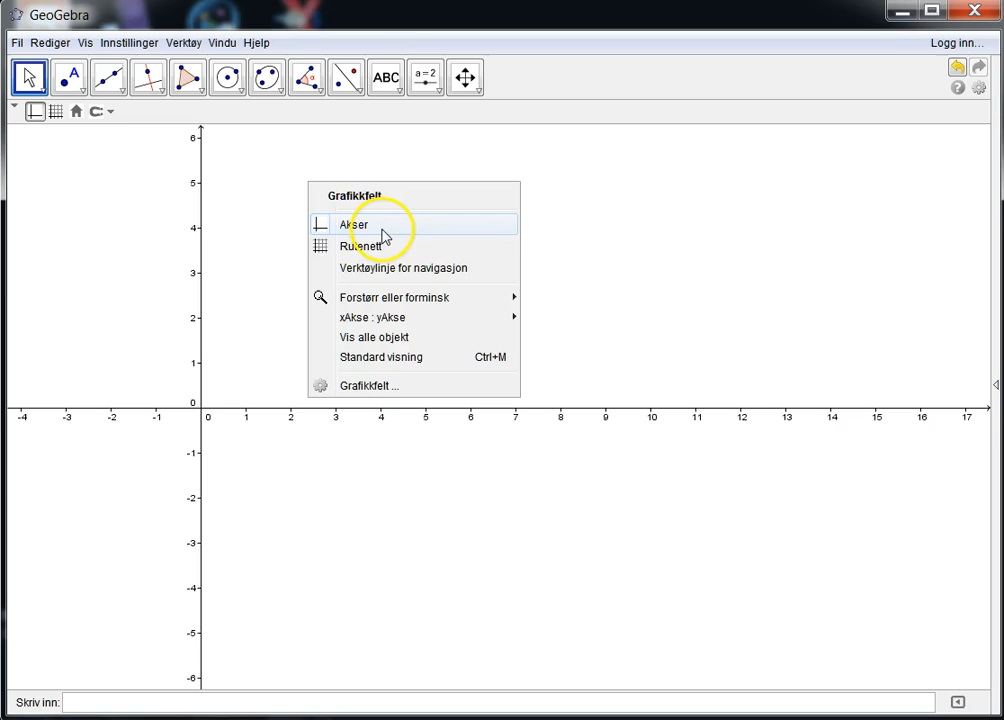 GeoGebra
Fil Rediger Vis Innstillinger Verktøy Vindu Hjelp Logg inn...
A α ABC a=2
6
5
4
3
2
1
0
-4 -3 -2 -1 0 1 2 3 4 5 6 7 8 9 10 11 12 13 14 15 16 17
-1
-2
-3
-4
-5
-6
Grafikkfelt
Akser
Rutenett
Verktøylinje for navigasjon
Forstørr eller forminsk
xAkse : yAkse
Vis alle objekt
Standard visning Ctrl+M
Grafikkfelt ...
Skriv inn: